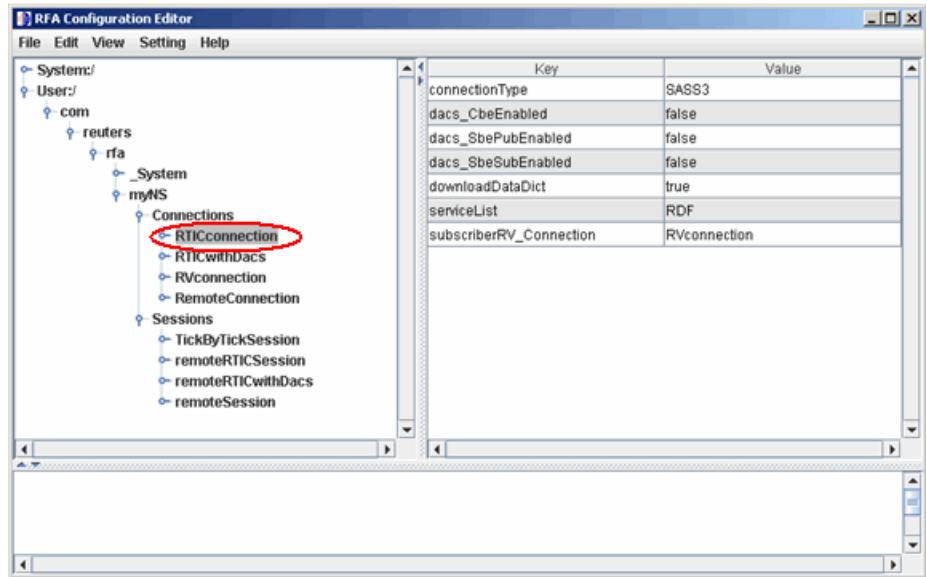 RFA Configuration Editor
File Edit View Setting Help
System:/
User:/
com
reuters
rfa
_System
myNS
Connections
RTICconnection
RTICwithDacs
RVconnection
RemoteConnection
Sessions
TickByTickSession
remoteRTICSession
remoteRTICwithDacs
remoteSession
Key Value
connectionType SASS3
dacs_CbeEnabled false
dacs_SbePubEnabled false
dacs_SbeSubEnabled false
downloadDataDict true
serviceList RDF
subscriberRV_Connection RVconnection